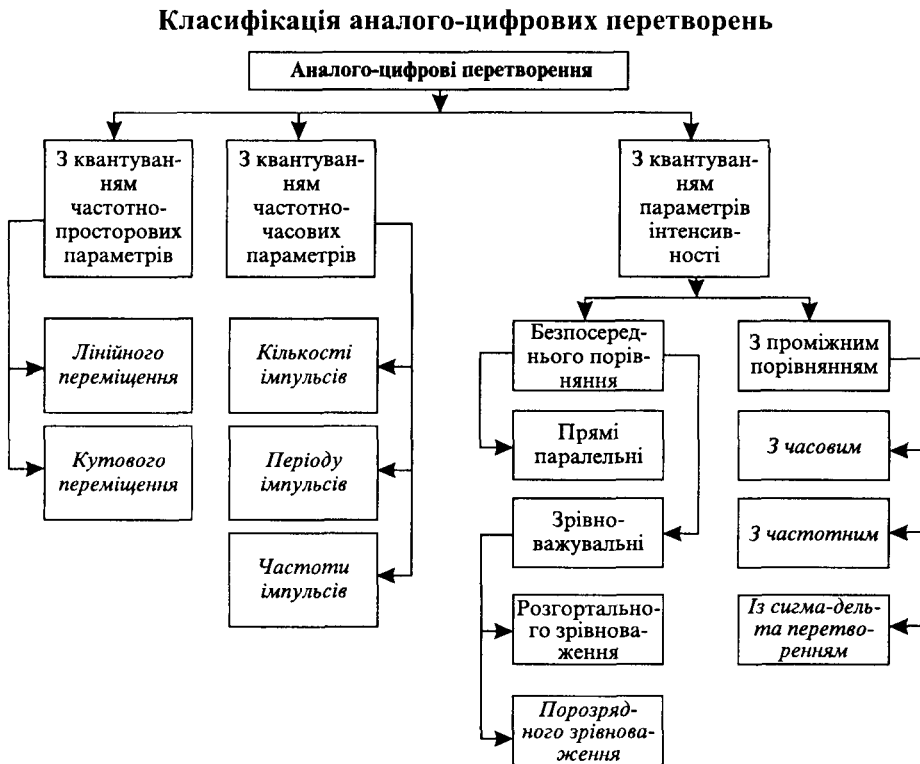 Класифікація аналого-цифрових перетворень
Аналого-цифрові перетворення
З квантуван-
ням
частотно-
просторових
параметрів
З квантуван-
ням
частотно-
часових
параметрів
З квантуван-
ням
параметрів
інтенсив-
ності
Лінійного
переміщення
Кутового
переміщення
Кількості
імпульсів
Періоду
імпульсів
Частоти
імпульсів
Безпосеред-
нього порів-
няння
Прямі
паралельні
Зрівно-
важувальні
Розгортально-
го зрівнова-
ження
Порозряд-
ного зрівнова-
ження
З проміжним
порівнянням
З часовим
З частотним
Із сигма-дель-
та перетво-
ренням